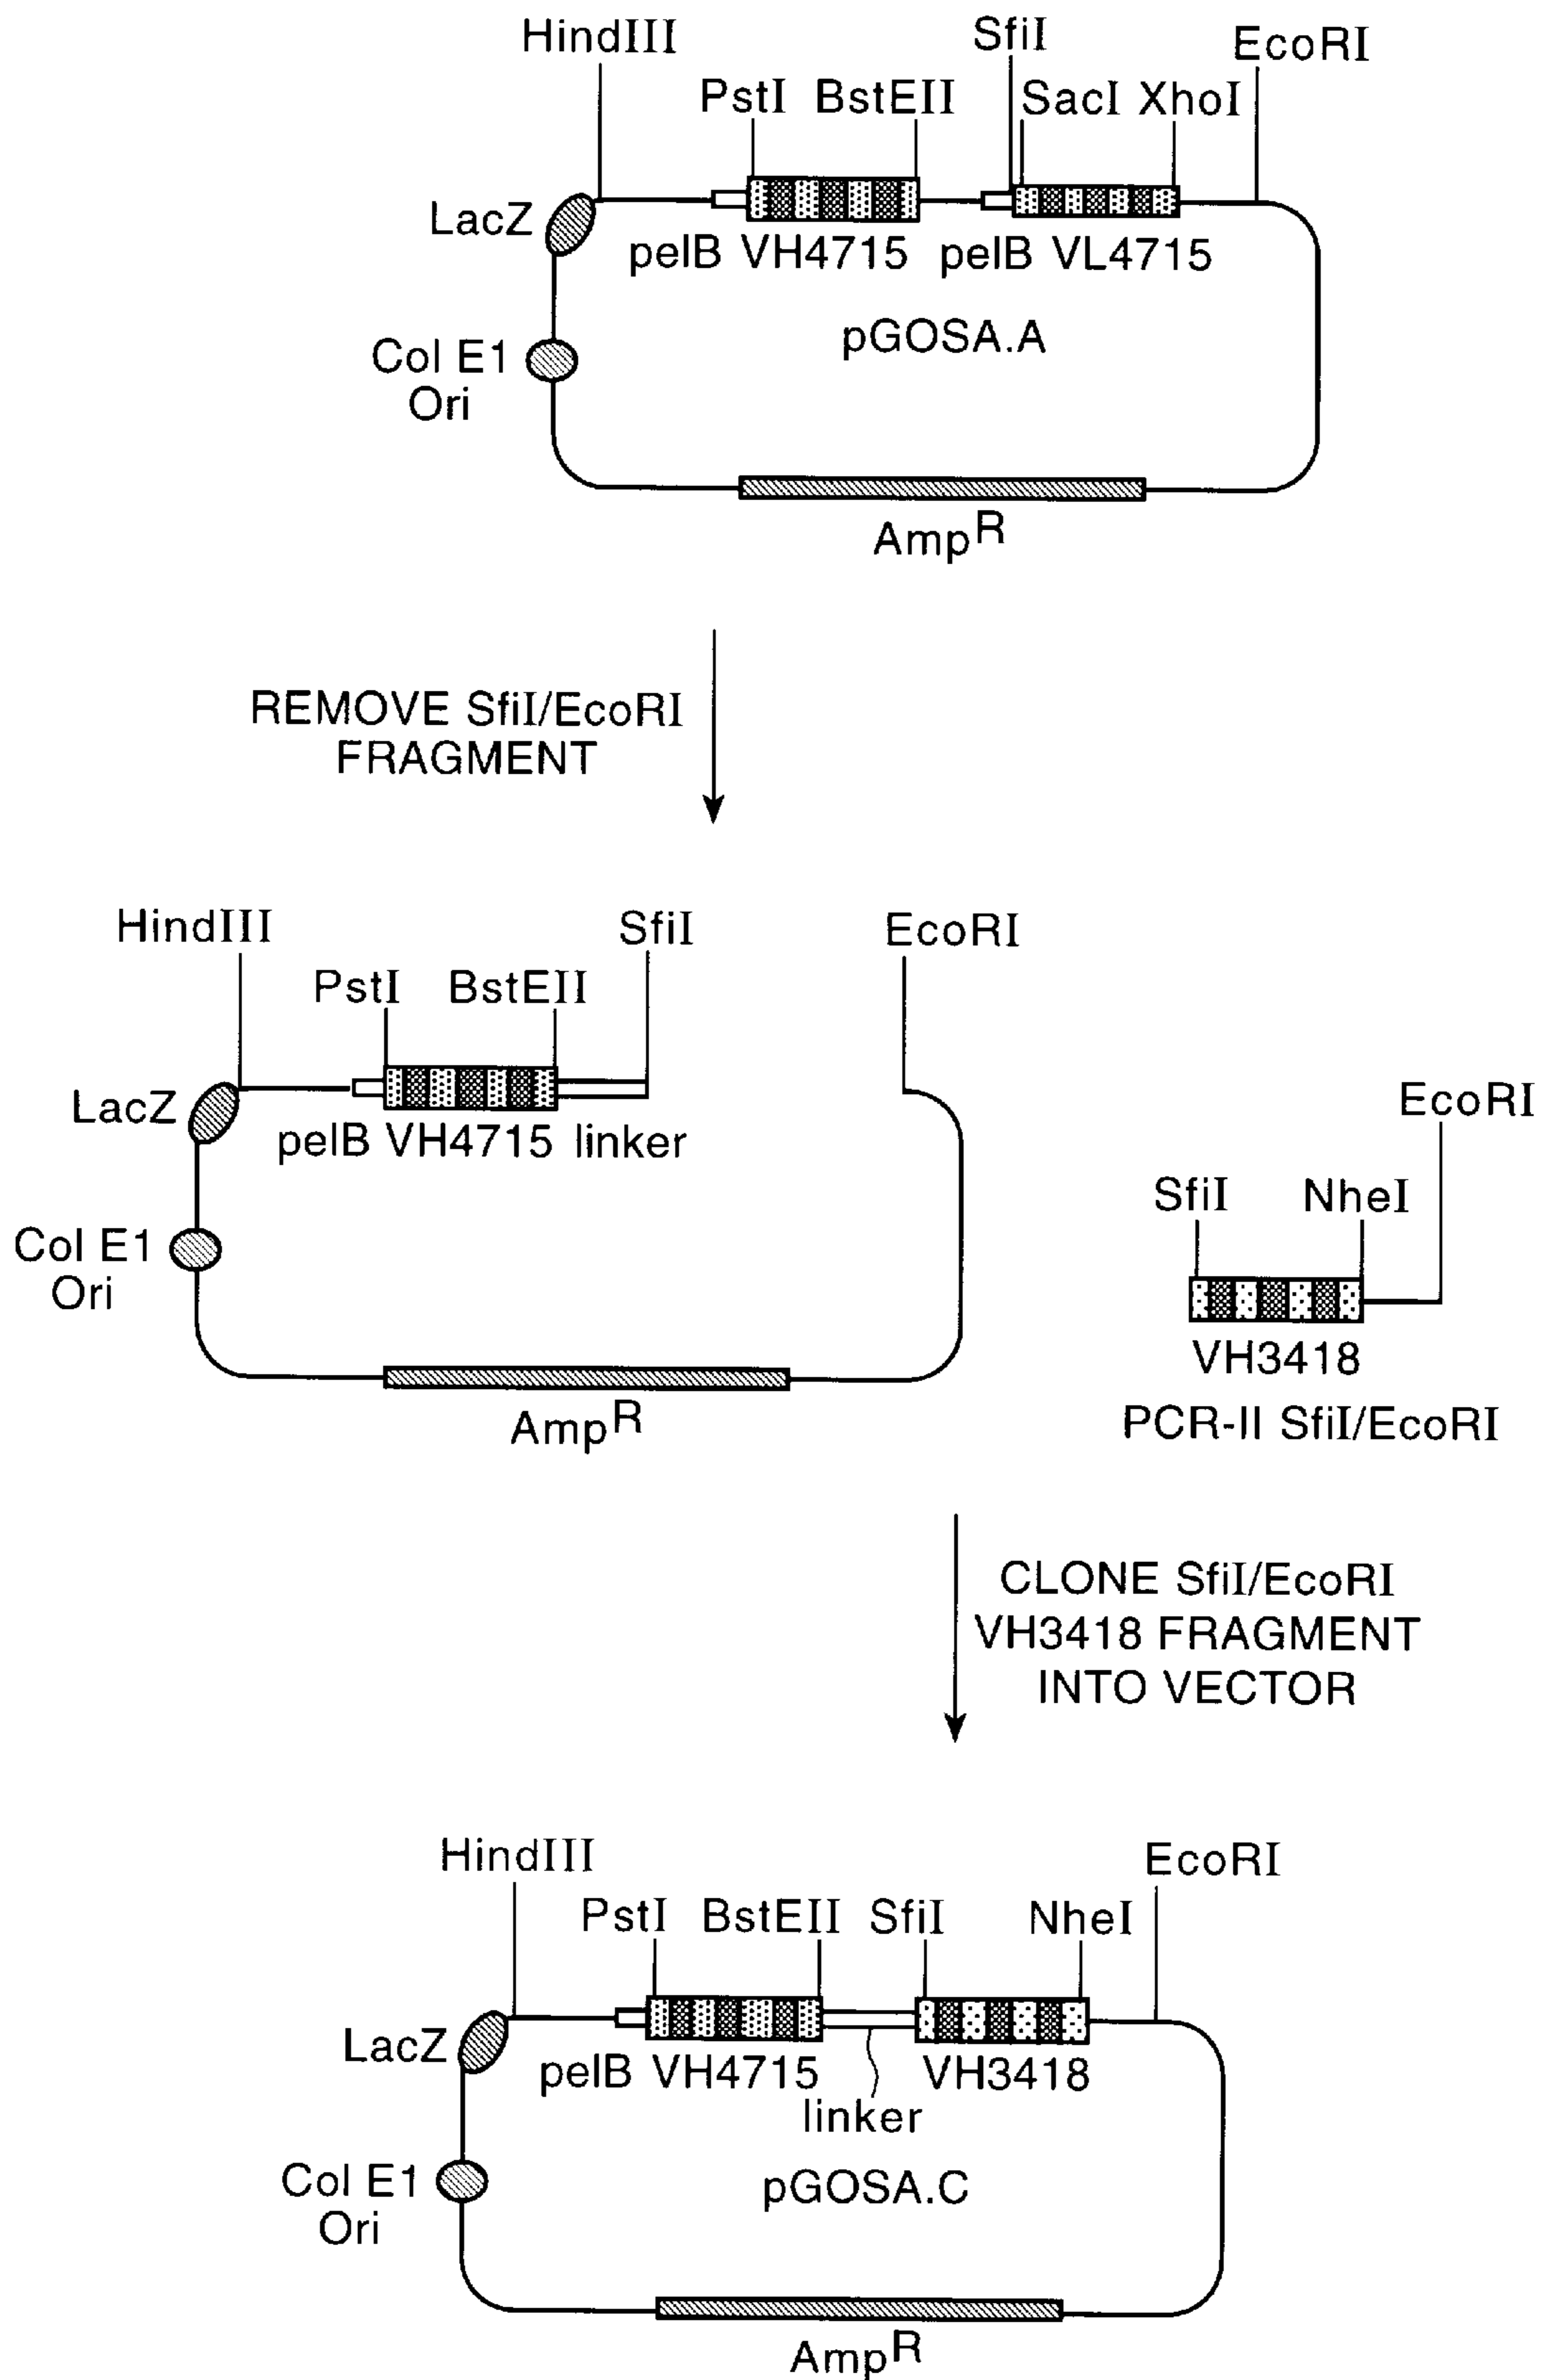 HindIII
SfiI
EcoRI
PstI BstEII
SacI XhoI
LacZ
pelB VH4715 pelB VL4715
pGOSA.A
Col E1
Ori
Amp^R
REMOVE SfiI/EcoRI
FRAGMENT
HindIII
SfiI
EcoRI
PstI BstEII
LacZ
pelB VH4715 linker
Col E1
Ori
Amp^R
EcoRI
SfiI NheI
VH3418
PCR-II SfiI/EcoRI
CLONE SfiI/EcoRI
VH3418 FRAGMENT
INTO VECTOR
HindIII
EcoRI
PstI BstEII SfiI NheI
LacZ
pelB VH4715 VH3418
linker
pGOSA.C
Col E1
Ori
Amp^R